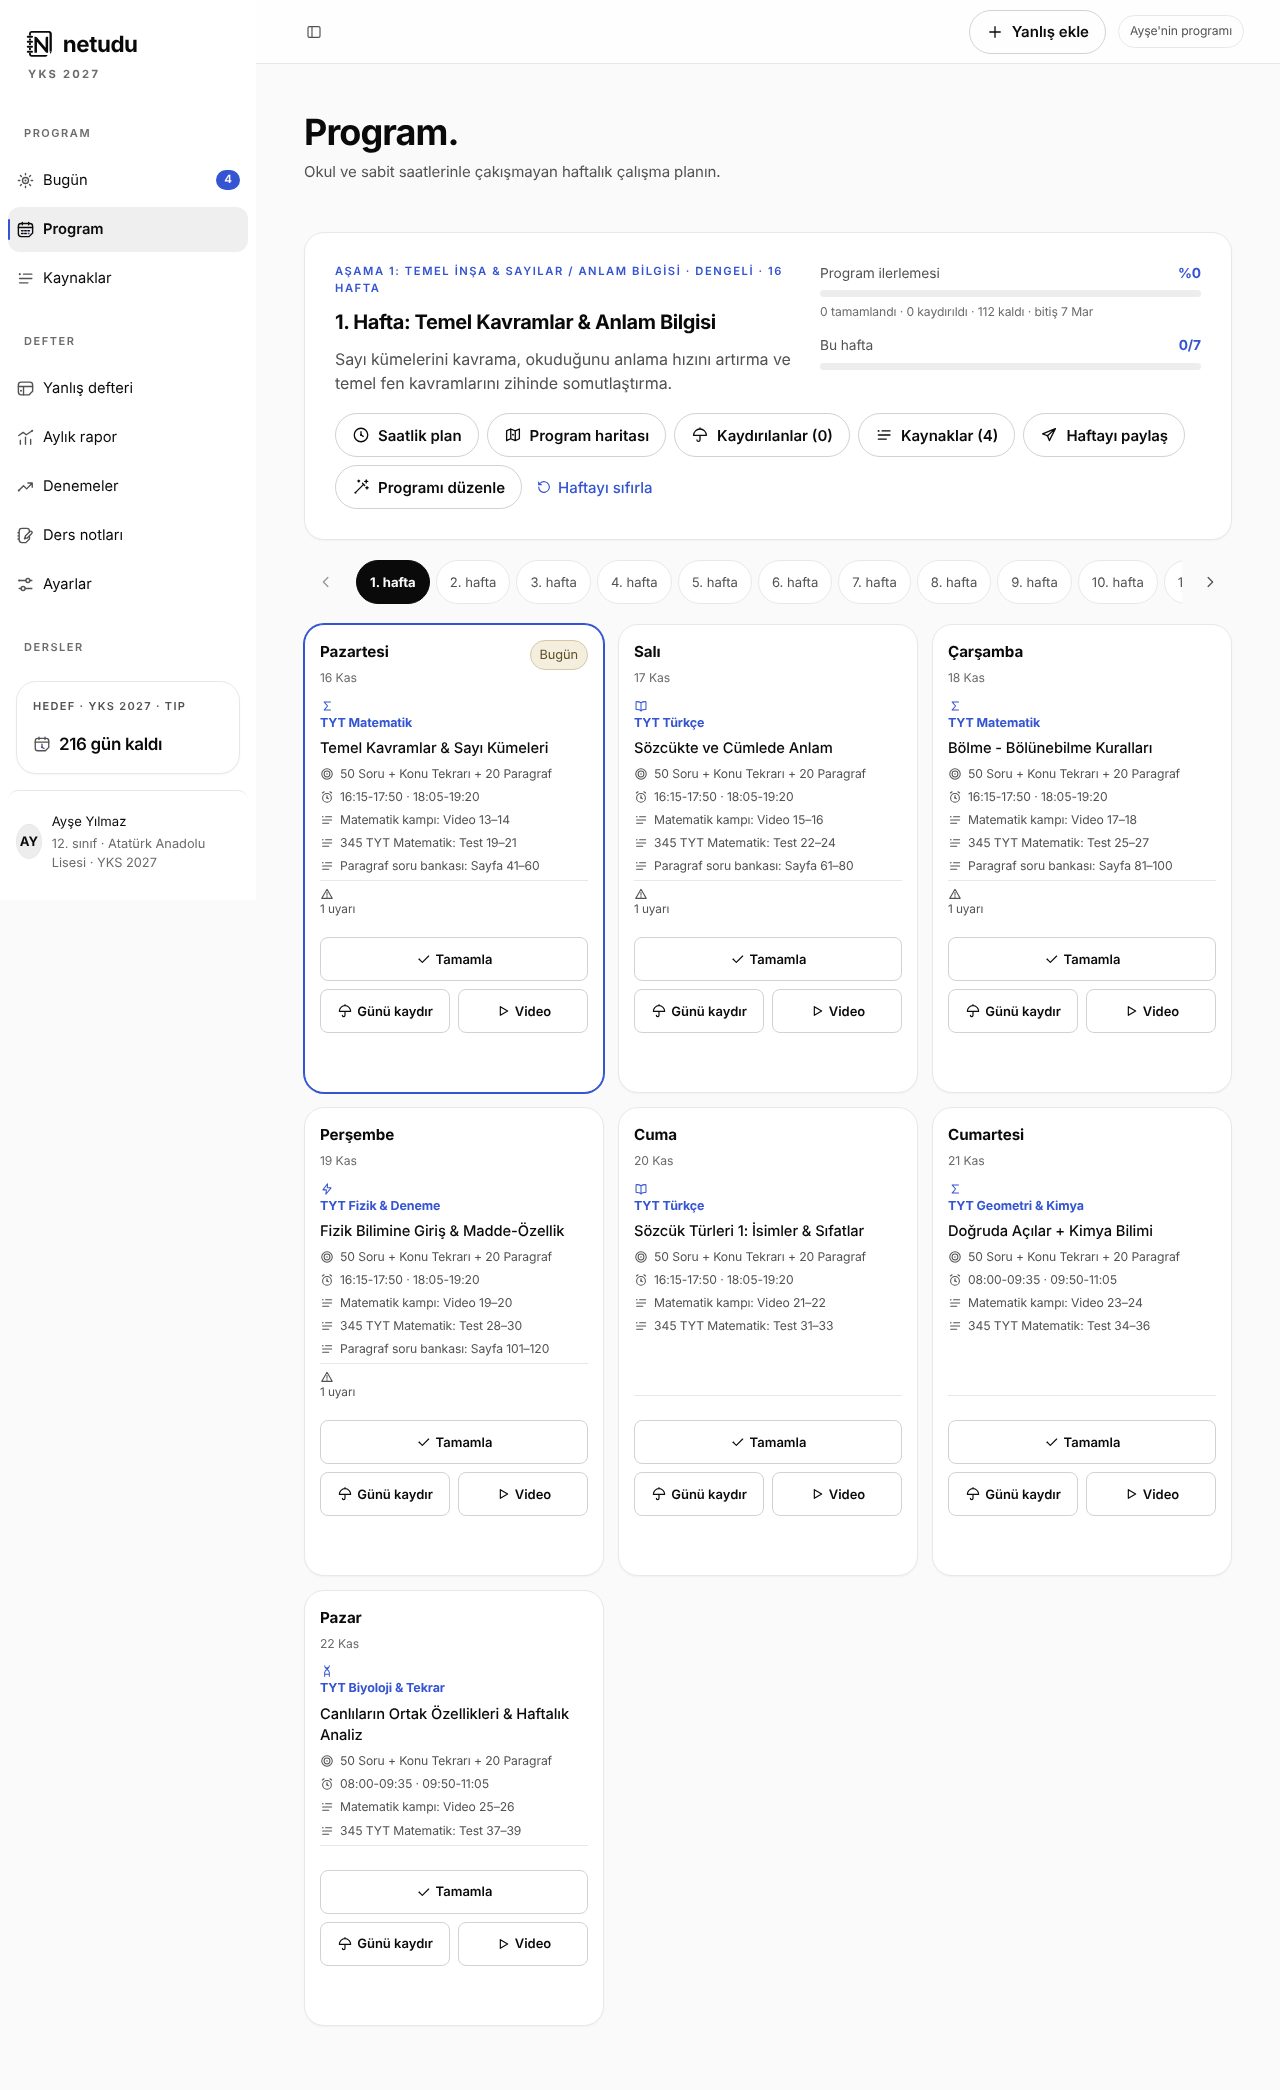 netudu
YKS 2027
PROGRAM
Bugün 4
Program
Kaynaklar
DEFTER
Yanlış defteri
Aylık rapor
Denemeler
Ders notları
Ayarlar
DERSLER
HEDEF · YKS 2027 · TIP
216 gün kaldı
AY
Ayşe Yılmaz
12. sınıf · Atatürk Anadolu
Lisesi · YKS 2027
Yanlış ekle
Ayşe'nin programı
Program.
Okul ve sabit saatlerinle çakışmayan haftalık çalışma planın.
AŞAMA 1: TEMEL İNŞA & SAYILAR / ANLAM BİLGİSİ · DENGELİ · 16
HAFTA
1. Hafta: Temel Kavramlar & Anlam Bilgisi
Sayı kümelerini kavrama, okuduğunu anlama hızını artırma ve
temel fen kavramlarını zihinde somutlaştırma.
Program ilerlemesi %0
0 tamamlandı · 0 kaydırıldı · 112 kaldı · bitiş 7 Mar
Bu hafta 0/7
Saatlik plan
Program haritası
Kaydırılanlar (0)
Kaynaklar (4)
Haftayı paylaş
Programı düzenle
Haftayı sıfırla
1. hafta
2. hafta
3. hafta
4. hafta
5. hafta
6. hafta
7. hafta
8. hafta
9. hafta
10. hafta
1
Pazartesi
Bugün
16 Kas
TYT Matematik
Temel Kavramlar & Sayı Kümeleri
50 Soru + Konu Tekrarı + 20 Paragraf
16:15-17:50 · 18:05-19:20
Matematik kampı: Video 13–14
345 TYT Matematik: Test 19–21
Paragraf soru bankası: Sayfa 41–60
1 uyarı
Tamamla
Günü kaydır
Video
Salı
17 Kas
TYT Türkçe
Sözcükte ve Cümlede Anlam
50 Soru + Konu Tekrarı + 20 Paragraf
16:15-17:50 · 18:05-19:20
Matematik kampı: Video 15–16
345 TYT Matematik: Test 22–24
Paragraf soru bankası: Sayfa 61–80
1 uyarı
Tamamla
Günü kaydır
Video
Çarşamba
18 Kas
TYT Matematik
Bölme - Bölünebilme Kuralları
50 Soru + Konu Tekrarı + 20 Paragraf
16:15-17:50 · 18:05-19:20
Matematik kampı: Video 17–18
345 TYT Matematik: Test 25–27
Paragraf soru bankası: Sayfa 81–100
1 uyarı
Tamamla
Günü kaydır
Video
Perşembe
19 Kas
TYT Fizik & Deneme
Fizik Bilimine Giriş & Madde-Özellik
50 Soru + Konu Tekrarı + 20 Paragraf
16:15-17:50 · 18:05-19:20
Matematik kampı: Video 19–20
345 TYT Matematik: Test 28–30
Paragraf soru bankası: Sayfa 101–120
1 uyarı
Tamamla
Günü kaydır
Video
Cuma
20 Kas
TYT Türkçe
Sözcük Türleri 1: İsimler & Sıfatlar
50 Soru + Konu Tekrarı + 20 Paragraf
16:15-17:50 · 18:05-19:20
Matematik kampı: Video 21–22
345 TYT Matematik: Test 31–33
Tamamla
Günü kaydır
Video
Cumartesi
21 Kas
TYT Geometri & Kimya
Doğruda Açılar + Kimya Bilimi
50 Soru + Konu Tekrarı + 20 Paragraf
08:00-09:35 · 09:50-11:05
Matematik kampı: Video 23–24
345 TYT Matematik: Test 34–36
Tamamla
Günü kaydır
Video
Pazar
22 Kas
TYT Biyoloji & Tekrar
Canlıların Ortak Özellikleri & Haftalık
Analiz
50 Soru + Konu Tekrarı + 20 Paragraf
08:00-09:35 · 09:50-11:05
Matematik kampı: Video 25–26
345 TYT Matematik: Test 37–39
Tamamla
Günü kaydır
Video